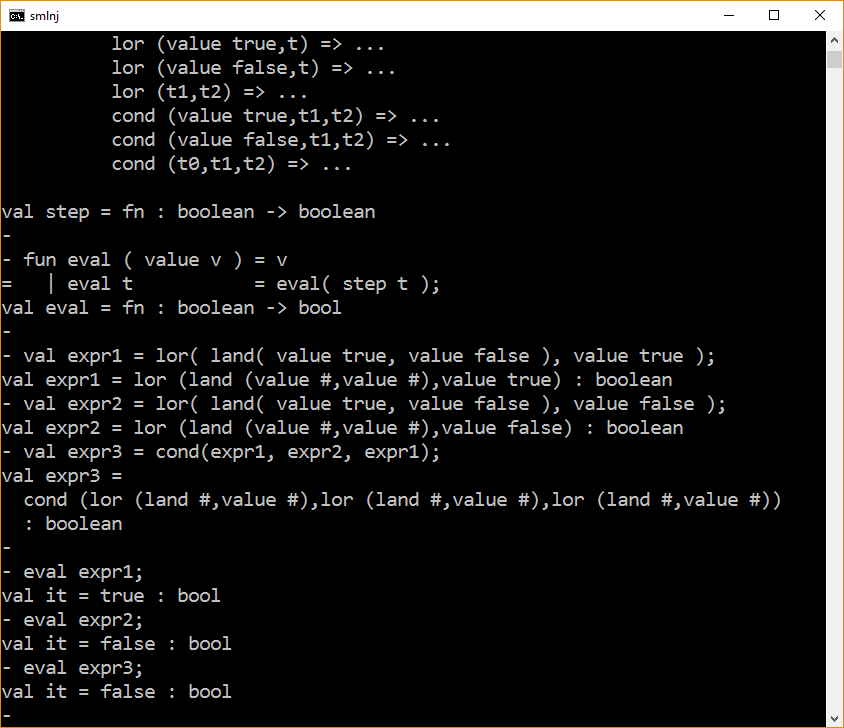 smlnj
lor (value true,t) => ...
lor (value false,t) => ...
lor (t1,t2) => ...
cond (value true,t1,t2) => ...
cond (value false,t1,t2) => ...
cond (t0,t1,t2) => ...
val step = fn : boolean -> boolean
-
- fun eval ( value v ) = v
=   | eval t           = eval( step t );
val eval = fn : boolean -> bool
-
- val expr1 = lor( land( value true, value false ), value true );
val expr1 = lor (land (value #,value #),value true) : boolean
- val expr2 = lor( land( value true, value false ), value false );
val expr2 = lor (land (value #,value #),value false) : boolean
- val expr3 = cond(expr1, expr2, expr1);
val expr3 =
  cond (lor (land #,value #),lor (land #,value #),lor (land #,value #))
  : boolean
-
- eval expr1;
val it = true : bool
- eval expr2;
val it = false : bool
- eval expr3;
val it = false : bool
-